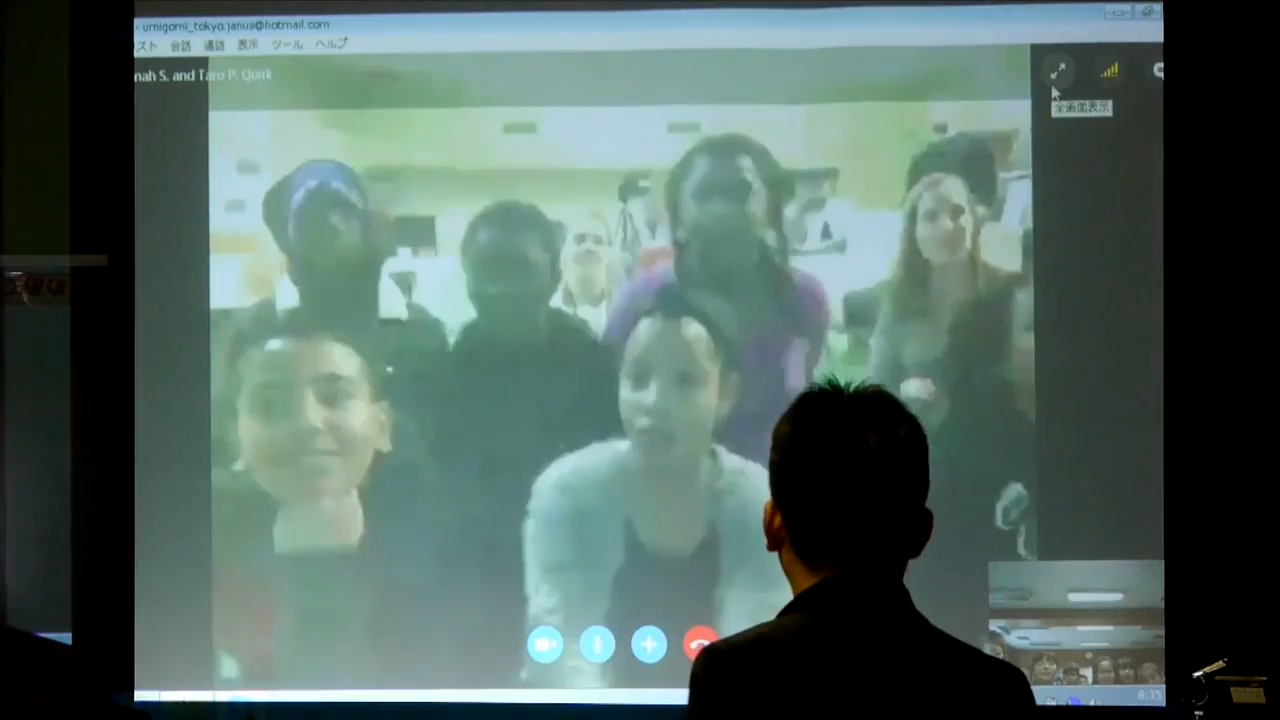 - umigomi_tokyo.janus@hotmail.com
スト 会話 通話 表示 ツール ヘルプ
nah S. and Taro P. Quirk
全画面表示
8:35